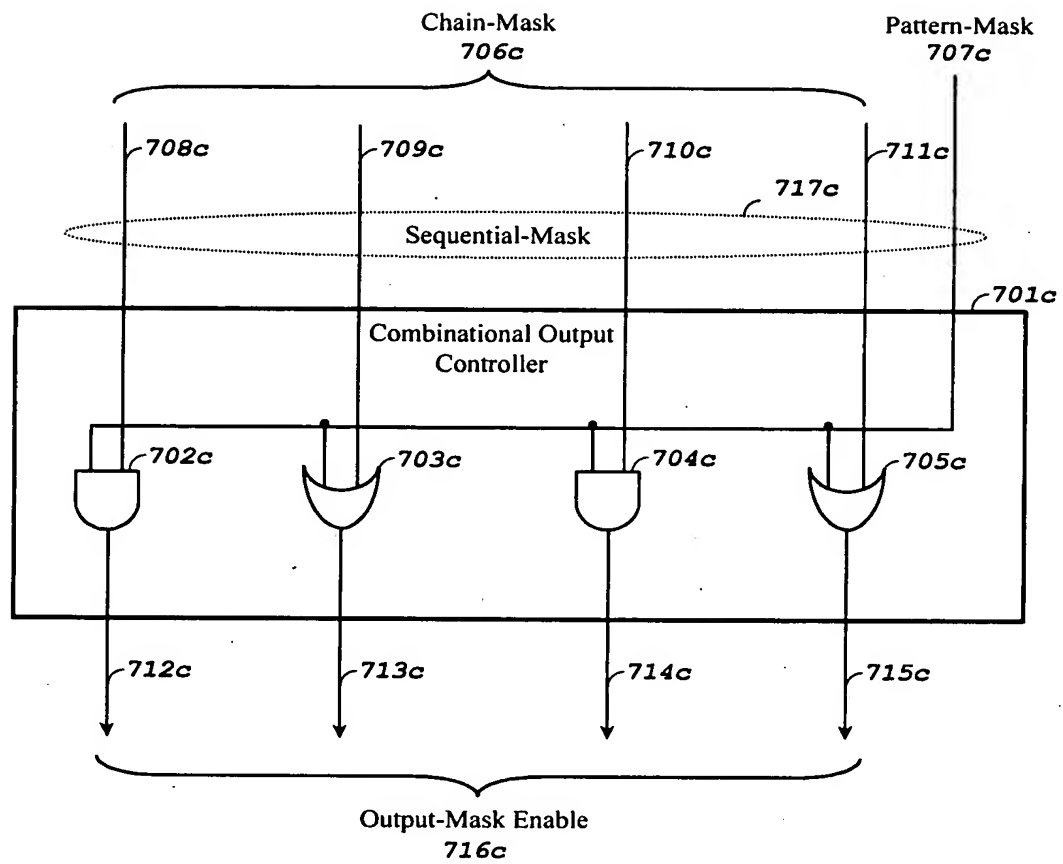 Chain-Mask
706c
Pattern-Mask
707c
708c
709c
710c
711c
717c
Sequential-Mask
701c
Combinational Output
Controller
702c
703c
704c
705c
712c
713c
714c
715c
Output-Mask Enable
716c